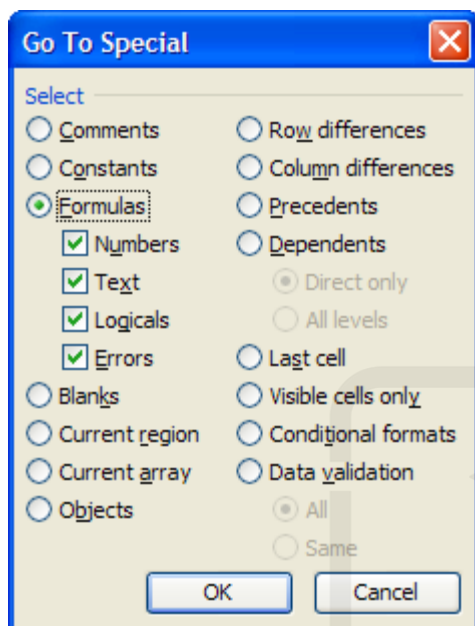 Go To Special
Select
Comments
Constants
Formulas
Numbers
Text
Logicals
Errors
Blanks
Current region
Current array
Objects
Row differences
Column differences
Precedents
Dependents
Direct only
All levels
Last cell
Visible cells only
Conditional formats
Data validation
All
Same
OK
Cancel